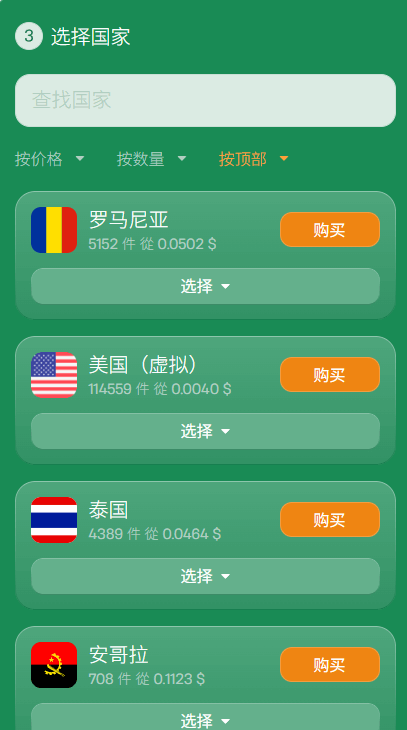 3 选择国家
查找国家
按价格 按数量 按顶部
罗马尼亚
5152 件 從 0.0502 $
购买
选择
美国（虚拟）
114559 件 從 0.0040 $
购买
选择
泰国
4389 件 從 0.0464 $
购买
选择
安哥拉
708 件 從 0.1123 $
购买
选择